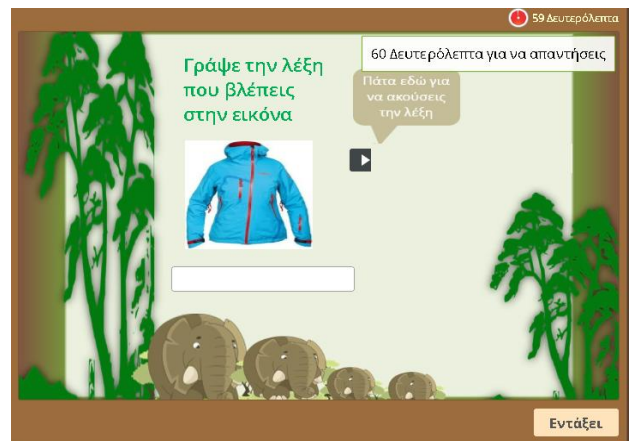 59 Δευτερόλεπτα
60 Δευτερόλεπτα για να απαντήσεις
Γράψε την λέξη
που βλέπεις
στην εικόνα
Πάτα εδώ για
να ακούσεις
την λέξη
Εντάξει